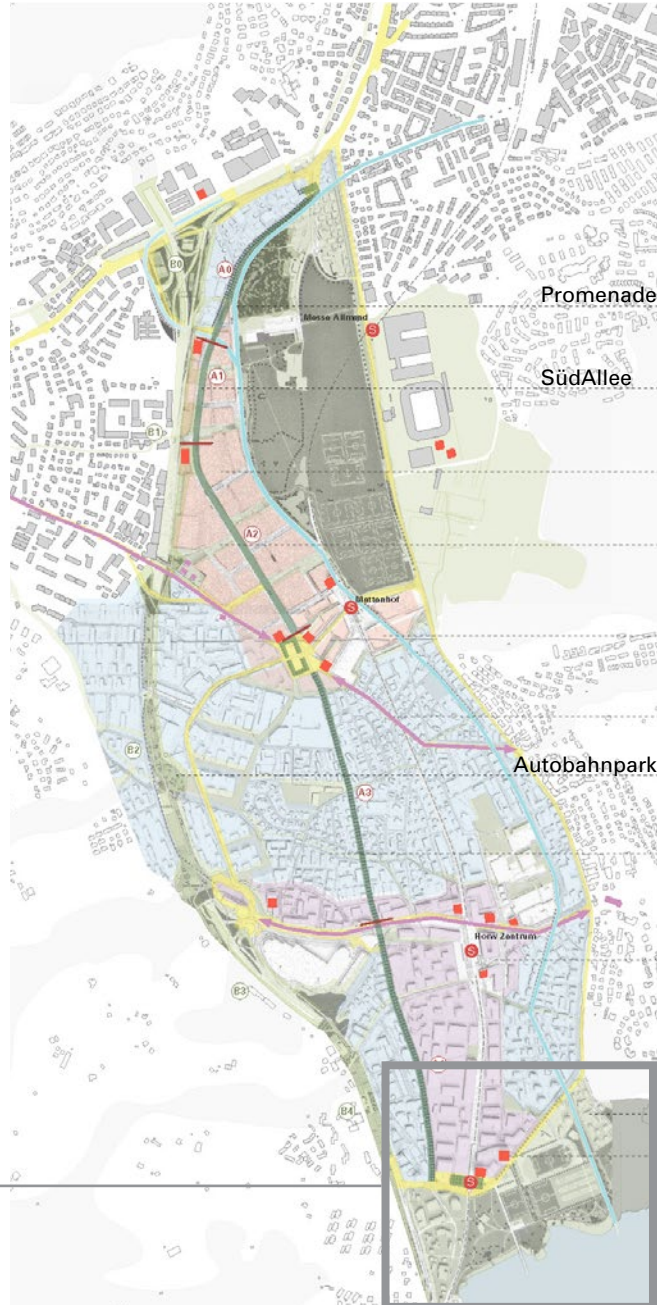 B0
A0
Promenade
Messe Allmend
S
SüdAllee
A1
B1
A2
Mattenhof
S
B2
Autobahnpark
A3
Horw Zentrum
S
B3
B4
S